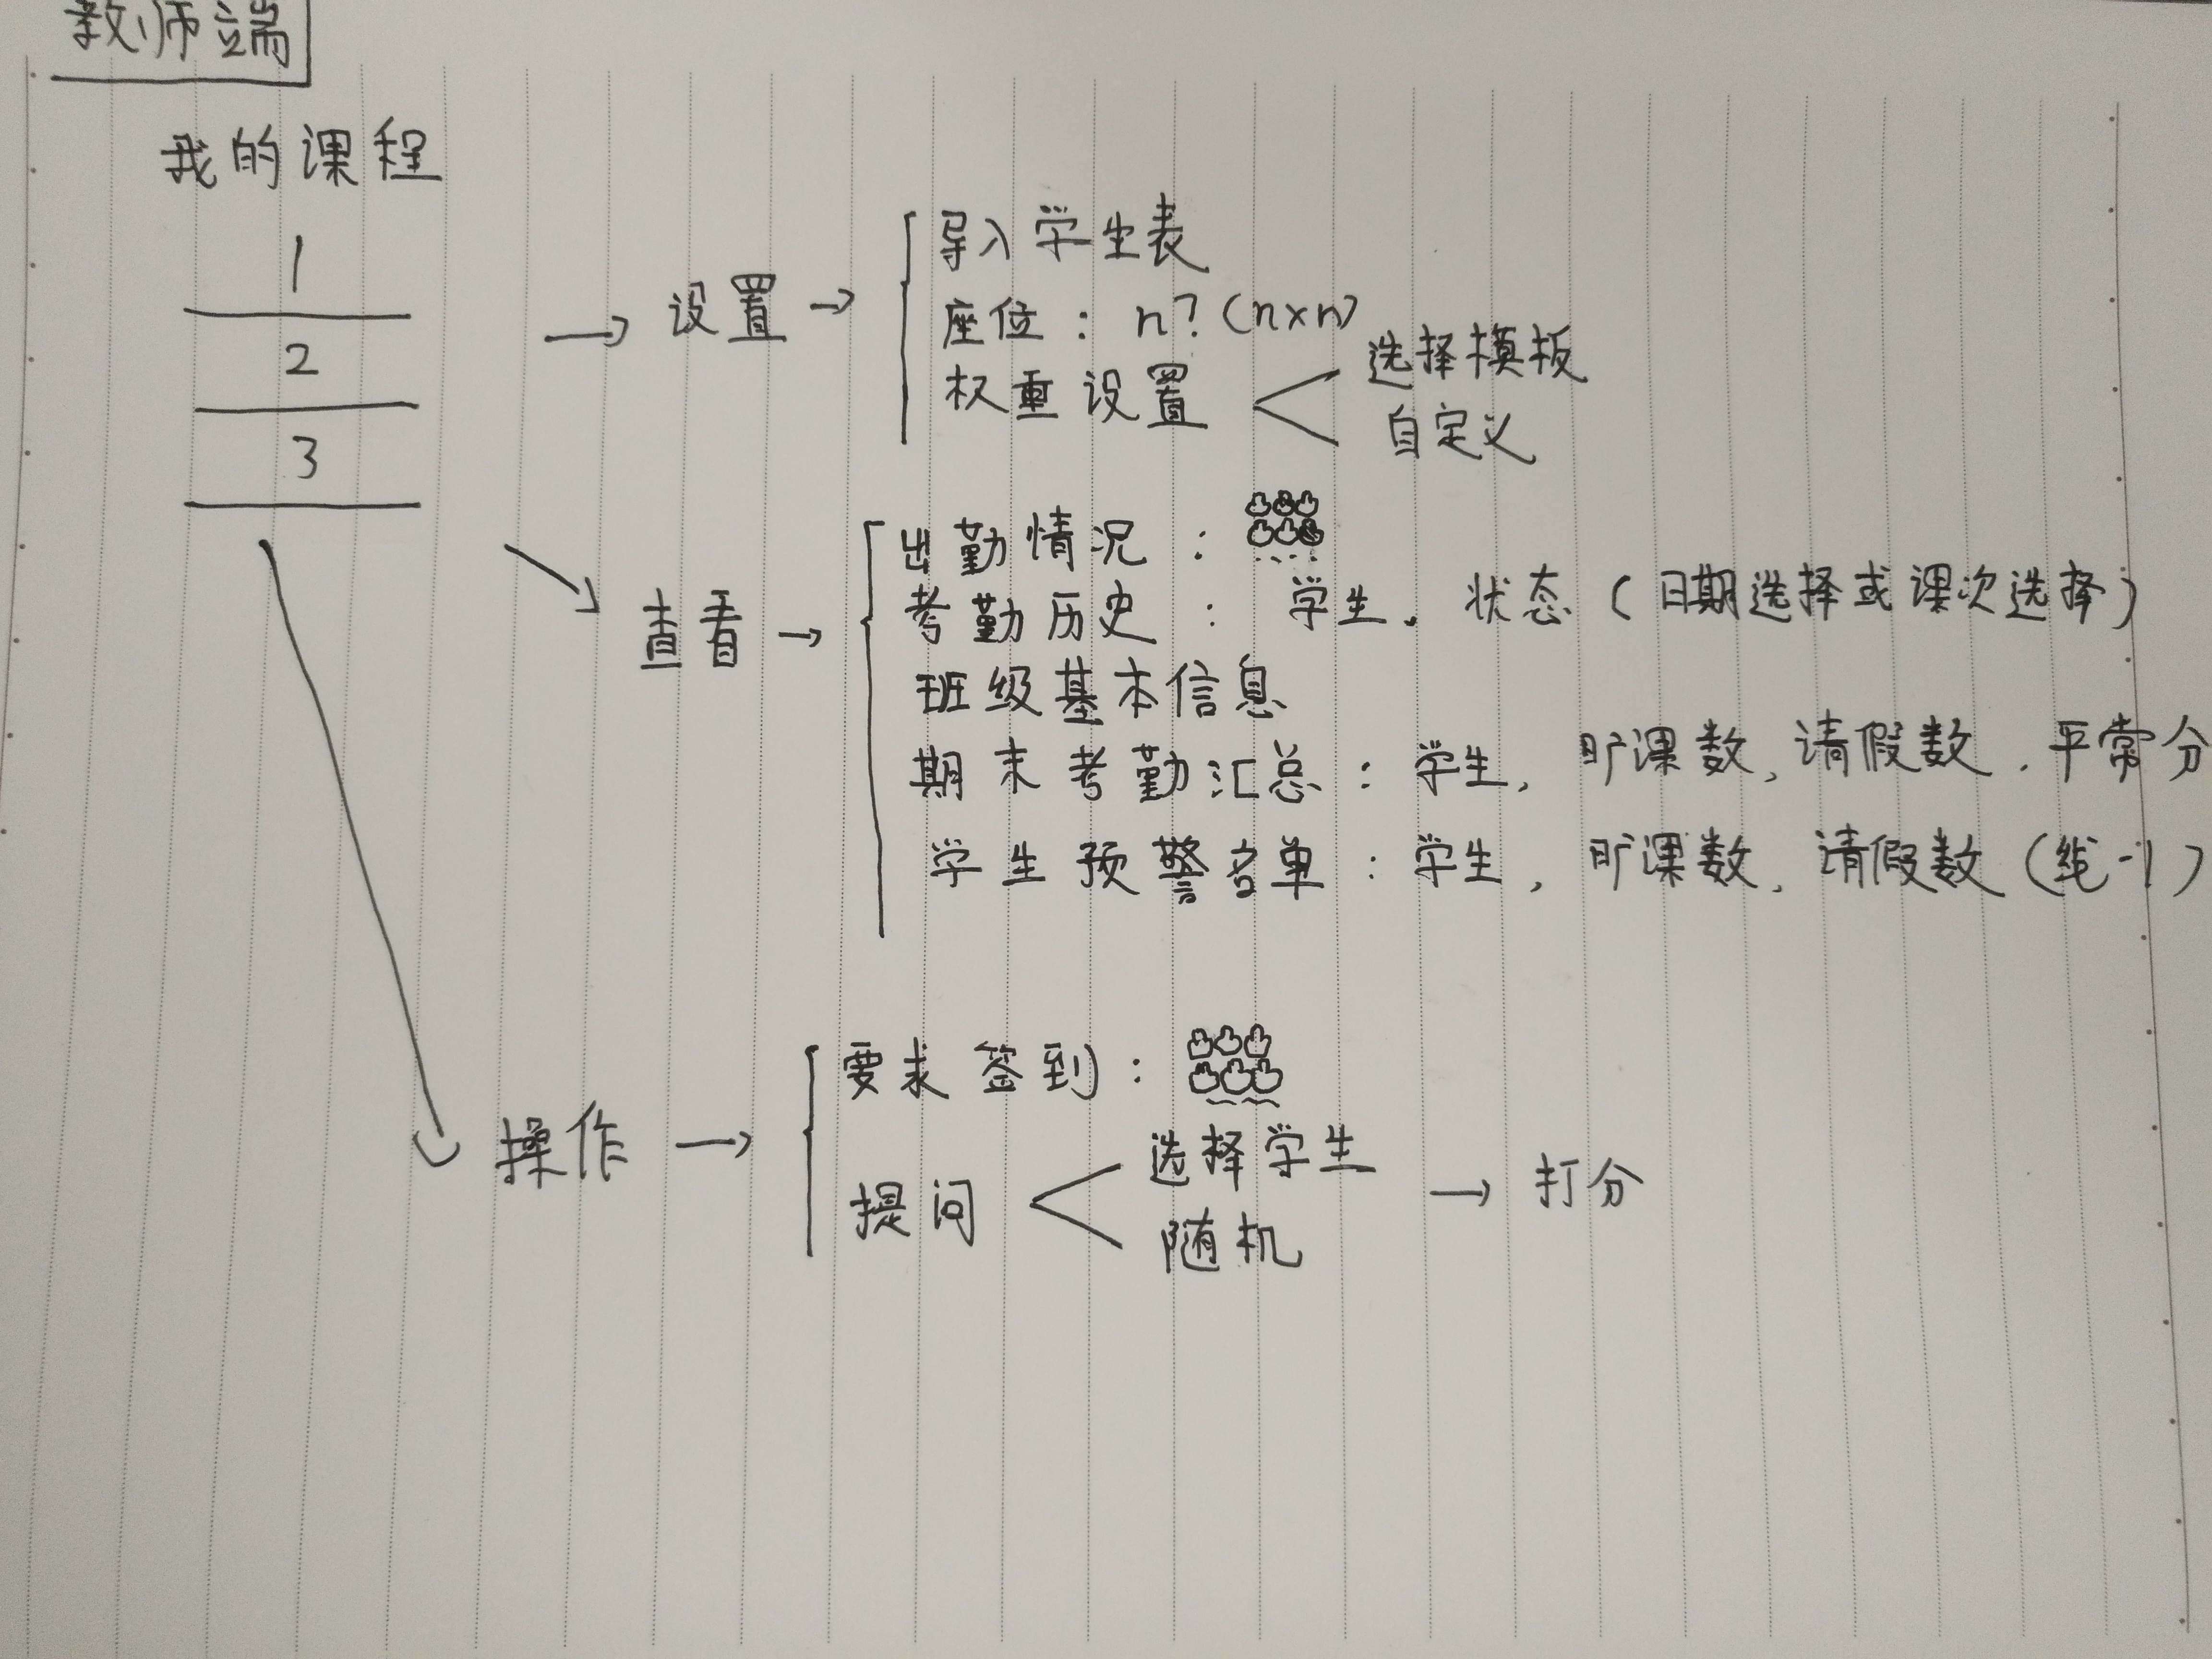 教师端
我的课程
1
2
3
→ 设置 →
导入学生表
座位：n？(n×n)
权重设置
选择模板
自定义
查看 →
出勤情况：
考勤历史：学生、状态（日期选择或课次选择）
班级基本信息
期末考勤汇总：学生，旷课数，请假数，平常分
学生预警名单：学生，旷课数，请假数（线-1）
操作 →
要求签到：
提问
选择学生
随机
→ 打分